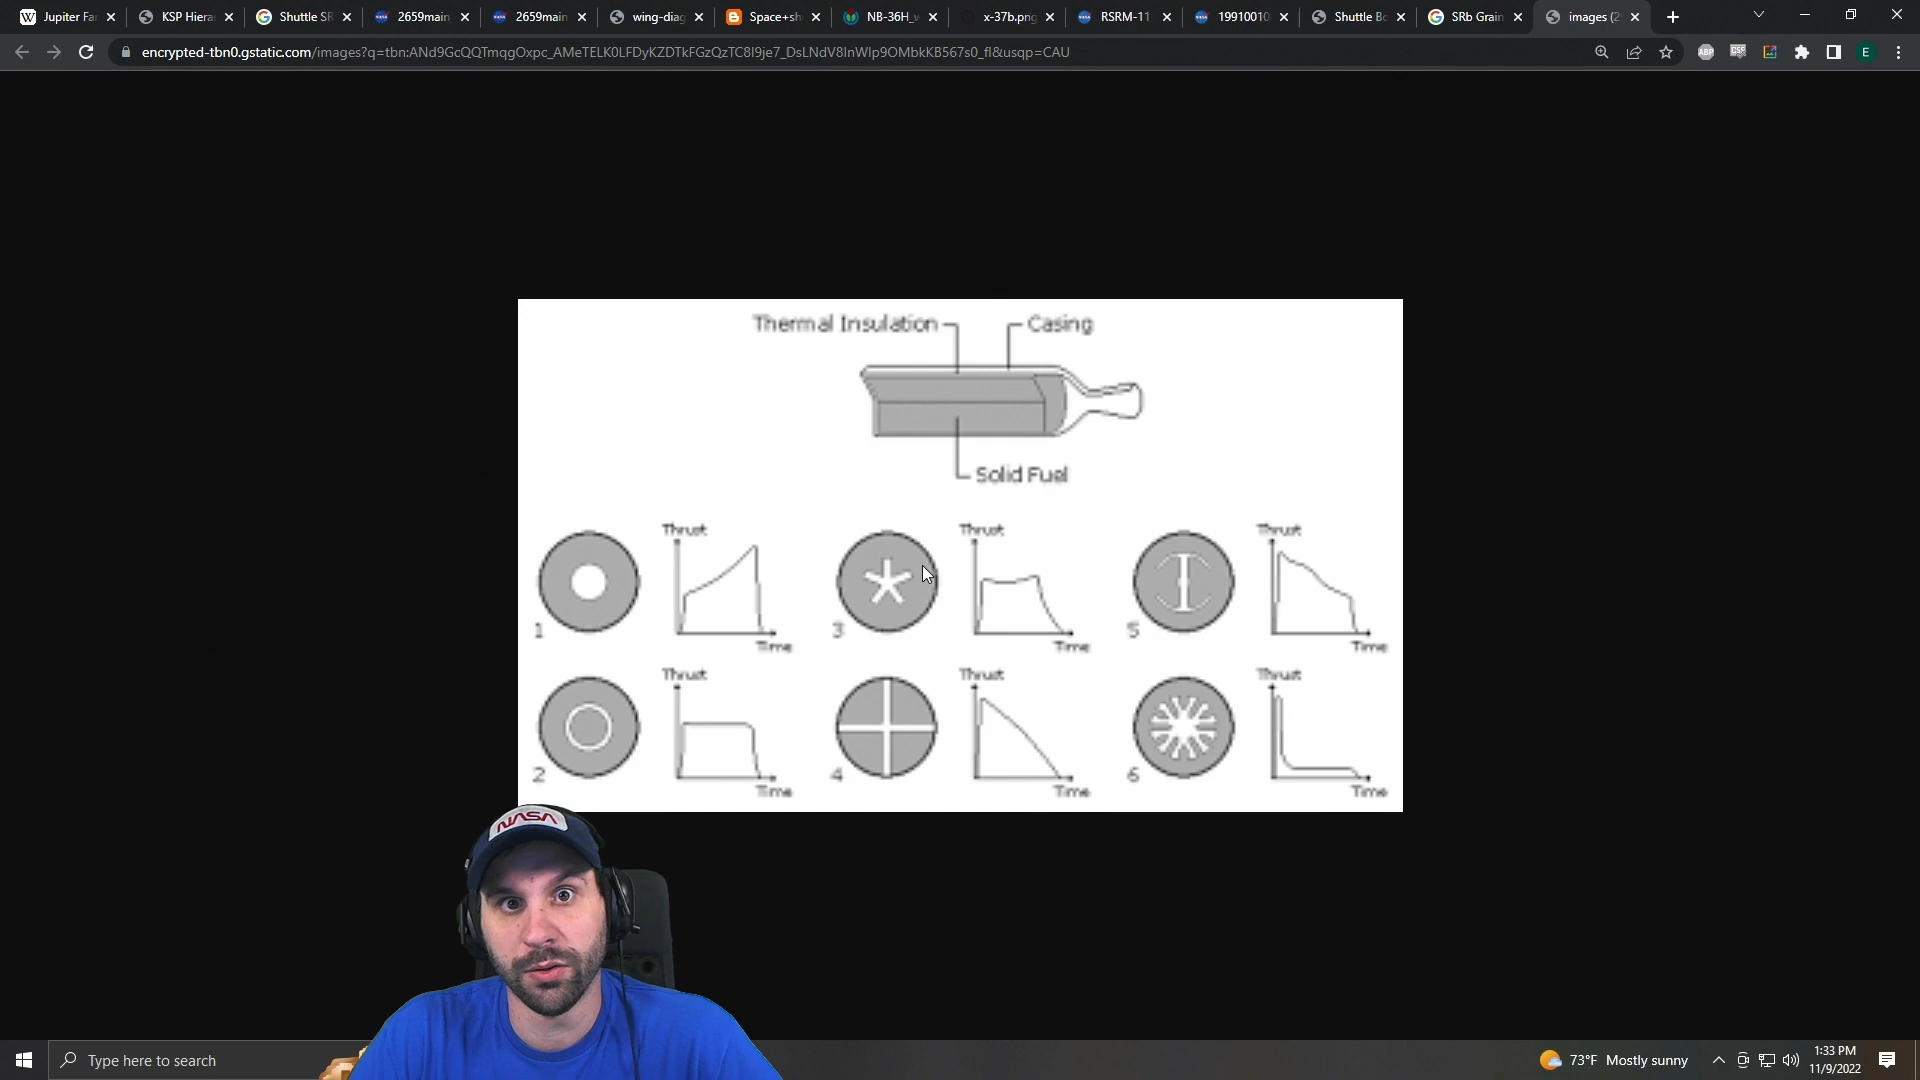 Jupiter Fa
KSP Hiera
Shuttle SR
2659main
2659main
wing-diag
Space+sh
NB-36H_v
x-37b.png
RSRM-11
19910010
Shuttle Bo
SRb Grain
images (2
encrypted-tbn0.gstatic.com/images?q=tbn:ANd9GcQQTmqgOxpc_AMeTELK0LFDyKZDTkFGzQzTC8I9je7_DsLNdV8lnWlp9OMbkKB567s0_fl&usqp=CAU
ABP
E
Thermal Insulation
Casing
Solid Fuel
Thrust
Thrust
Thrust
1
3
5
Time
Time
Time
Thrust
Thrust
Thrust
2
4
6
Time
Time
Time
NASA
Type here to search
73°F Mostly sunny
1:33 PM
11/9/2022